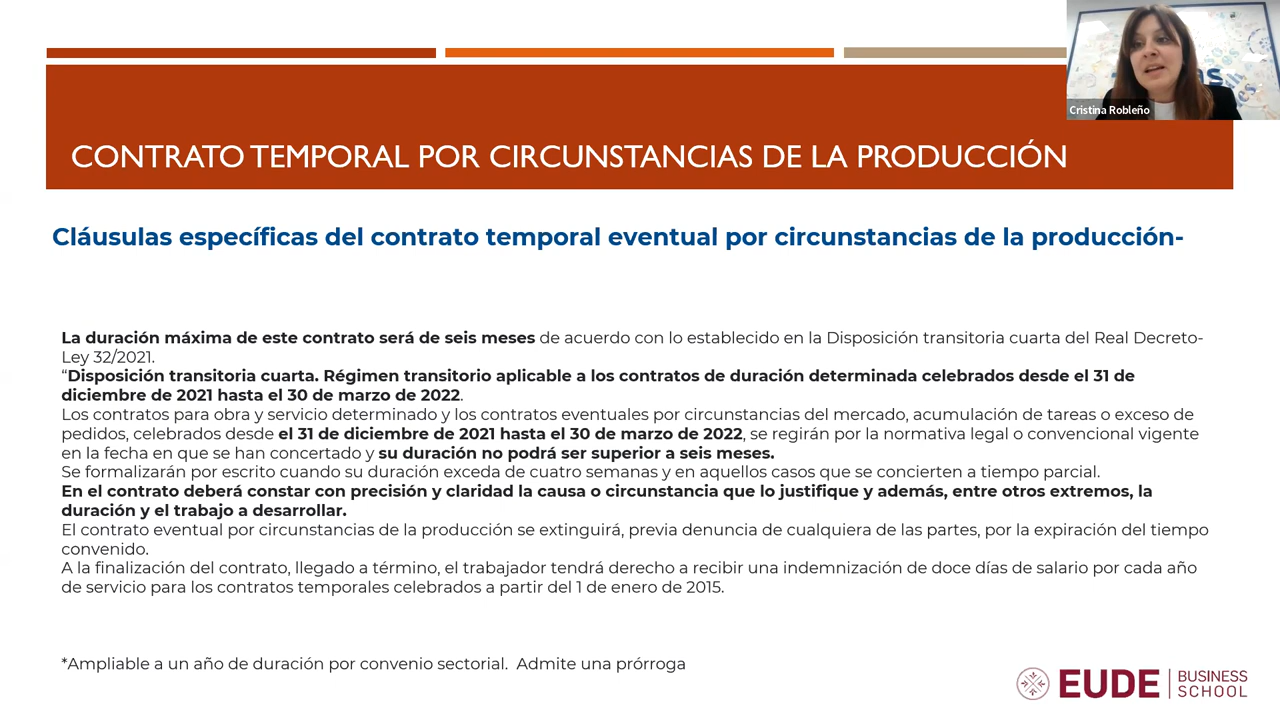 Cristina Robleño
CONTRATO TEMPORAL POR CIRCUNSTANCIAS DE LA PRODUCCIÓN
Cláusulas específicas del contrato temporal eventual por circunstancias de la producción-
La duración máxima de este contrato será de seis meses de acuerdo con lo establecido en la Disposición transitoria cuarta del Real Decreto-
Ley 32/2021.
“Disposición transitoria cuarta. Régimen transitorio aplicable a los contratos de duración determinada celebrados desde el 31 de
diciembre de 2021 hasta el 30 de marzo de 2022.
Los contratos para obra y servicio determinado y los contratos eventuales por circunstancias del mercado, acumulación de tareas o exceso de
pedidos, celebrados desde el 31 de diciembre de 2021 hasta el 30 de marzo de 2022, se regirán por la normativa legal o convencional vigente
en la fecha en que se han concertado y su duración no podrá ser superior a seis meses.
Se formalizarán por escrito cuando su duración exceda de cuatro semanas y en aquellos casos que se concierten a tiempo parcial.
En el contrato deberá constar con precisión y claridad la causa o circunstancia que lo justifique y además, entre otros extremos, la
duración y el trabajo a desarrollar.
El contrato eventual por circunstancias de la producción se extinguirá, previa denuncia de cualquiera de las partes, por la expiración del tiempo
convenido.
A la finalización del contrato, llegado a término, el trabajador tendrá derecho a recibir una indemnización de doce días de salario por cada año
de servicio para los contratos temporales celebrados a partir del 1 de enero de 2015.
*Ampliable a un año de duración por convenio sectorial.  Admite una prórroga
EUDE BUSINESS
SCHOOL